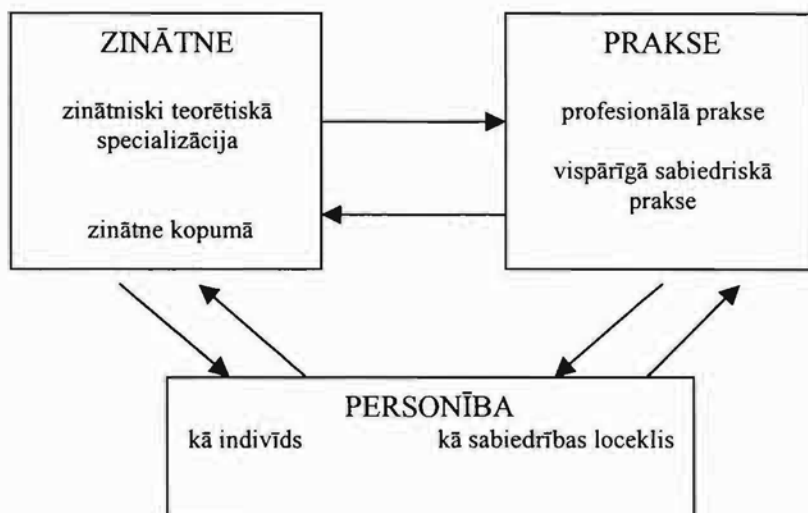 ZINĀTNE
zinātniski teorētiskā
specializācija
zinātne kopumā
PRAKSE
profesionālā prakse
vispārīgā sabiedriskā
prakse
PERSONĪBA
kā indivīds
kā sabiedrības loceklis